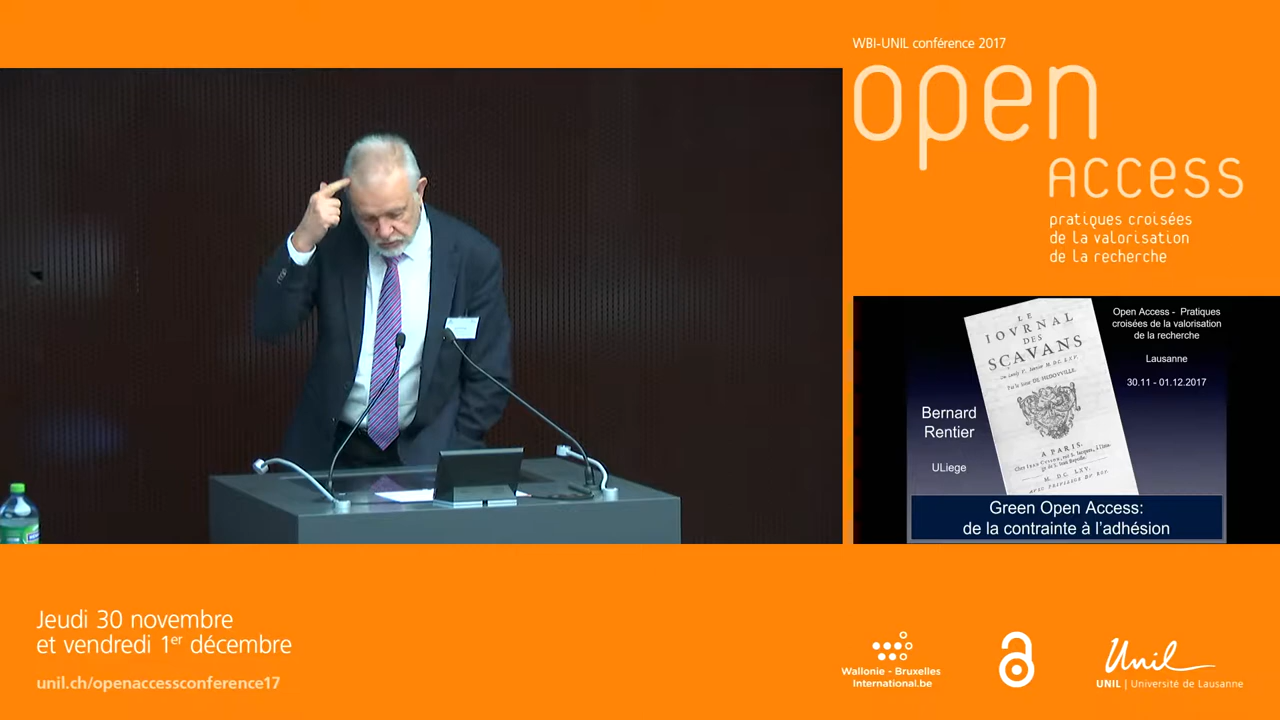 WBI-UNIL conférence 2017
open
ACCESS
pratiques croisées
de la valorisation
de la recherche
LE
IOVRNAL
DES
SCAVANS
Open Access - Pratiques
croisées de la valorisation
de la recherche
Lausanne
30.11 - 01.12.2017
Bernard
Rentier
ULiege
A PARIS,
M. DC. LXV.
Green Open Access:
de la contrainte à l’adhésion
Jeudi 30 novembre
et vendredi 1er décembre
unil.ch/openaccessconference17
Wallonie - Bruxelles
International.be
Unil
UNIL | Université de Lausanne